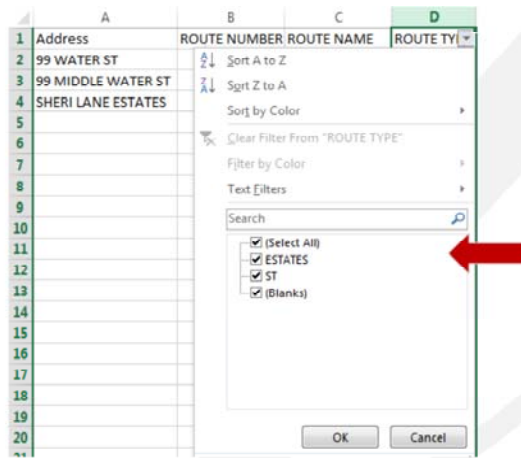 A B C D
1 Address ROUTE NUMBER ROUTE NAME ROUTE TY
2 99 WATER ST
3 99 MIDDLE WATER ST
4 SHERI LANE ESTATES
5
6
7
8
9
10
11
12
13
14
15
16
17
18
19
20
21
Sort A to Z
Sort Z to A
Sort by Color
Clear Filter From "ROUTE TYPE"
Filter by Color
Text Filters
Search
(Select All)
ESTATES
ST
(Blanks)
OK Cancel